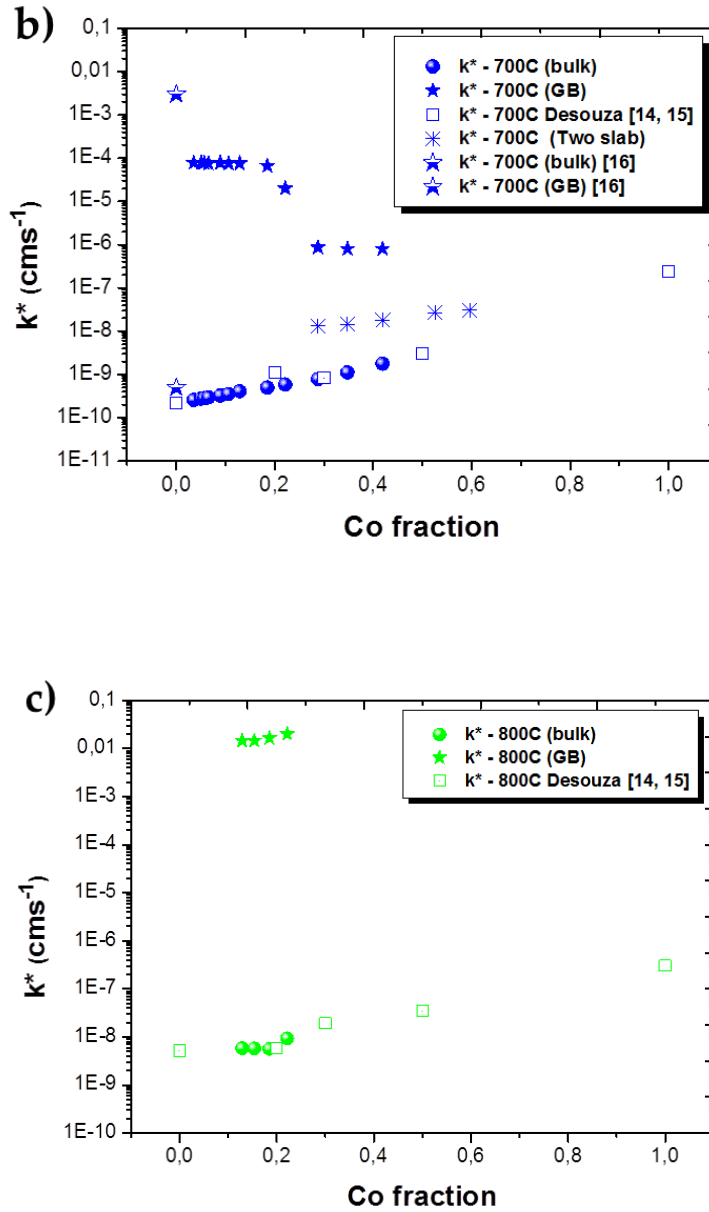 b)
0,1
0,01
1E-3
1E-4
1E-5
1E-6
1E-7
1E-8
1E-9
1E-10
1E-11
k* (cms⁻¹)
k* - 700C (bulk)
k* - 700C (GB)
k* - 700C Desouza [14, 15]
k* - 700C (Two slab)
k* - 700C (bulk) [16]
k* - 700C (GB) [16]
0,0 0,2 0,4 0,6 0,8 1,0
Co fraction
c)
0,1
0,01
1E-3
1E-4
1E-5
1E-6
1E-7
1E-8
1E-9
1E-10
k* (cms⁻¹)
k* - 800C (bulk)
k* - 800C (GB)
k* - 800C Desouza [14, 15]
0,0 0,2 0,4 0,6 0,8 1,0
Co fraction